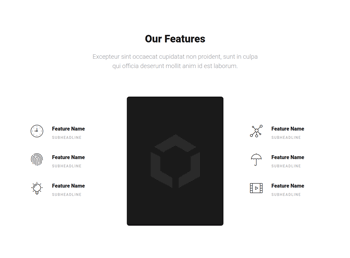 Our Features
Excepteur sint occaecat cupidatat non proident, sunt in culpa
qui officia deserunt mollit anim id est laborum.
Feature Name
SUBHEADLINE
Feature Name
SUBHEADLINE
Feature Name
SUBHEADLINE
Feature Name
SUBHEADLINE
Feature Name
SUBHEADLINE
Feature Name
SUBHEADLINE